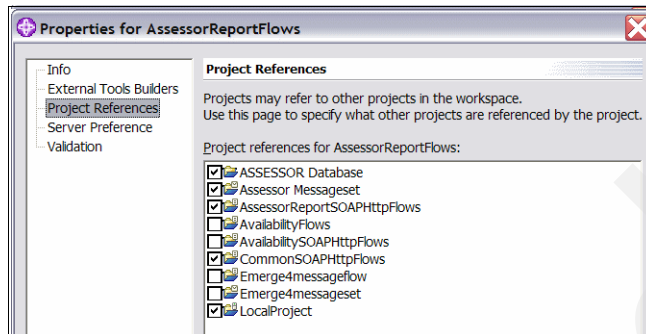 Properties for AssessorReportFlows
Info
External Tools Builders
Project References
Server Preference
Validation
Project References
Projects may refer to other projects in the workspace.
Use this page to specify what other projects are referenced by the project.
Project references for AssessorReportFlows:
ASSESSOR Database
Assessor Messageset
AssessorReportSOAPHttpFlows
AvailabilityFlows
AvailabilitySOAPHttpFlows
CommonSOAPHttpFlows
Emerge4messageflow
Emerge4messageset
LocalProject